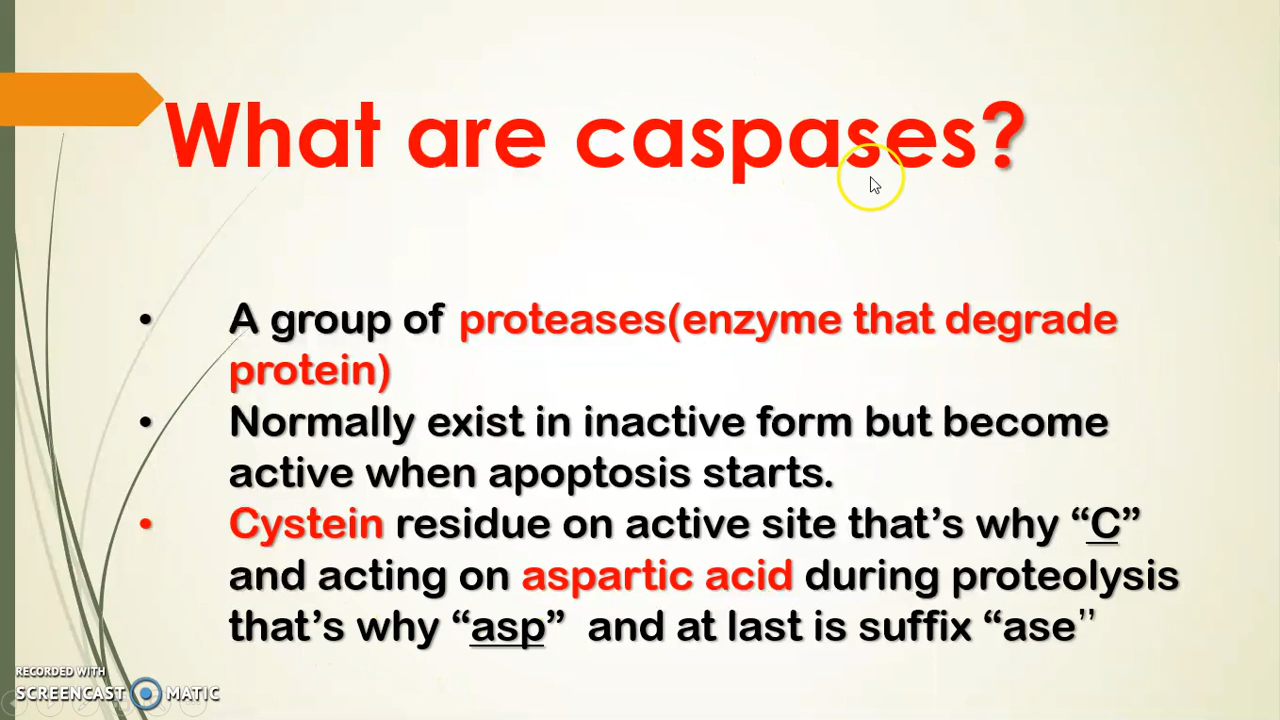 What are caspases?
• A group of proteases(enzyme that degrade
protein)
• Normally exist in inactive form but become
active when apoptosis starts.
• Cystein residue on active site that’s why “C”
and acting on aspartic acid during proteolysis
that’s why “asp” and at last is suffix “ase’’
RECORDED WITH
SCREENCAST MATIC